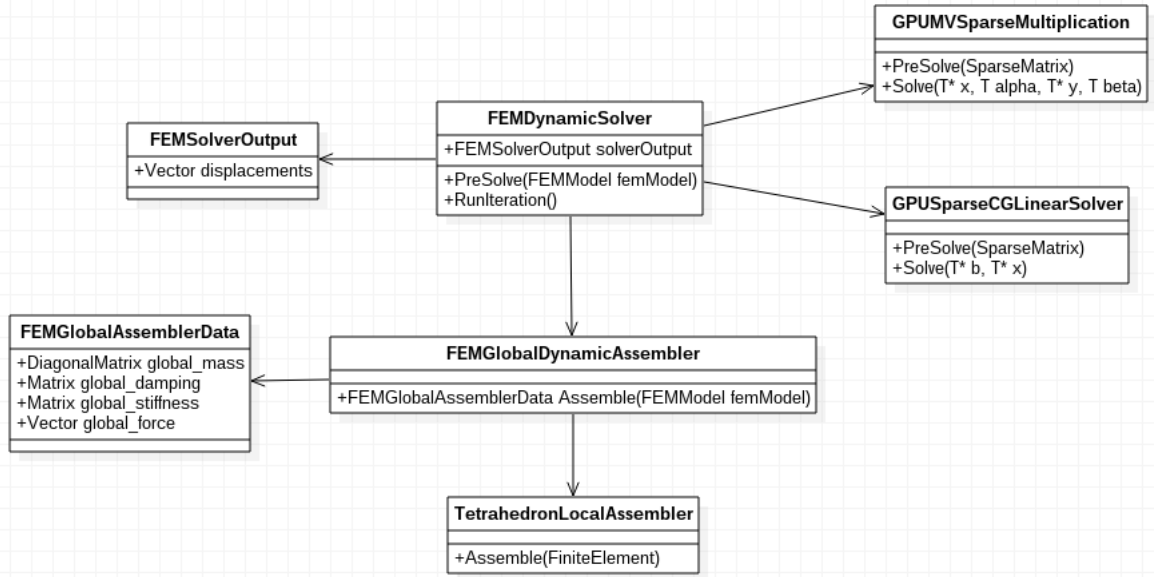 GPUMVSparseMultiplication
+PreSolve(SparseMatrix)
+Solve(T* x, T alpha, T* y, T beta)
FEMDynamicSolver
+FEMSolverOutput solverOutput
+PreSolve(FEMModel femModel)
+RunIteration()
FEMSolverOutput
+Vector displacements
GPUSparseCGLinearSolver
+PreSolve(SparseMatrix)
+Solve(T* b, T* x)
FEMGlobalAssemblerData
+DiagonalMatrix global_mass
+Matrix global_damping
+Matrix global_stiffness
+Vector global_force
FEMGlobalDynamicAssembler
+FEMGlobalAssemblerData Assemble(FEMModel femModel)
TetrahedronLocalAssembler
+Assemble(FiniteElement)